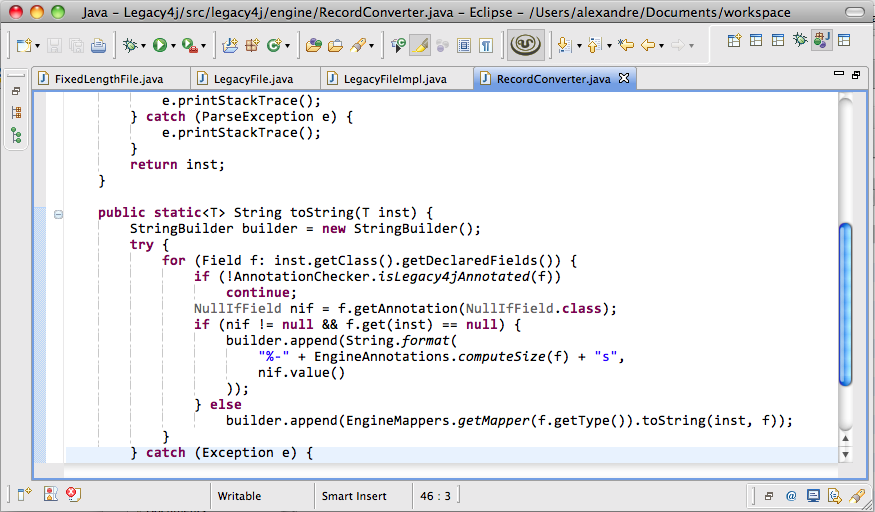 Java - Legacy4j/src/legacy4j/engine/RecordConverter.java - Eclipse - /Users/alexandre/Documents/workspace
FixedLengthFile.java LegacyFile.java LegacyFileImpl.java RecordConverter.java
            e.printStackTrace();
        } catch (ParseException e) {
            e.printStackTrace();
        }
        return inst;
    }
    public static<T> String toString(T inst) {
        StringBuilder builder = new StringBuilder();
        try {
            for (Field f: inst.getClass().getDeclaredFields()) {
                if (!AnnotationChecker.isLegacy4jAnnotated(f))
                    continue;
                NullIfField nif = f.getAnnotation(NullIfField.class);
                if (nif != null && f.get(inst) == null) {
                    builder.append(String.format(
                        "%-" + EngineAnnotations.computeSize(f) + "s",
                        nif.value()
                    ));
                } else
                    builder.append(EngineMappers.getMapper(f.getType()).toString(inst, f));
            }
        } catch (Exception e) {
Writable Smart Insert 46 : 3